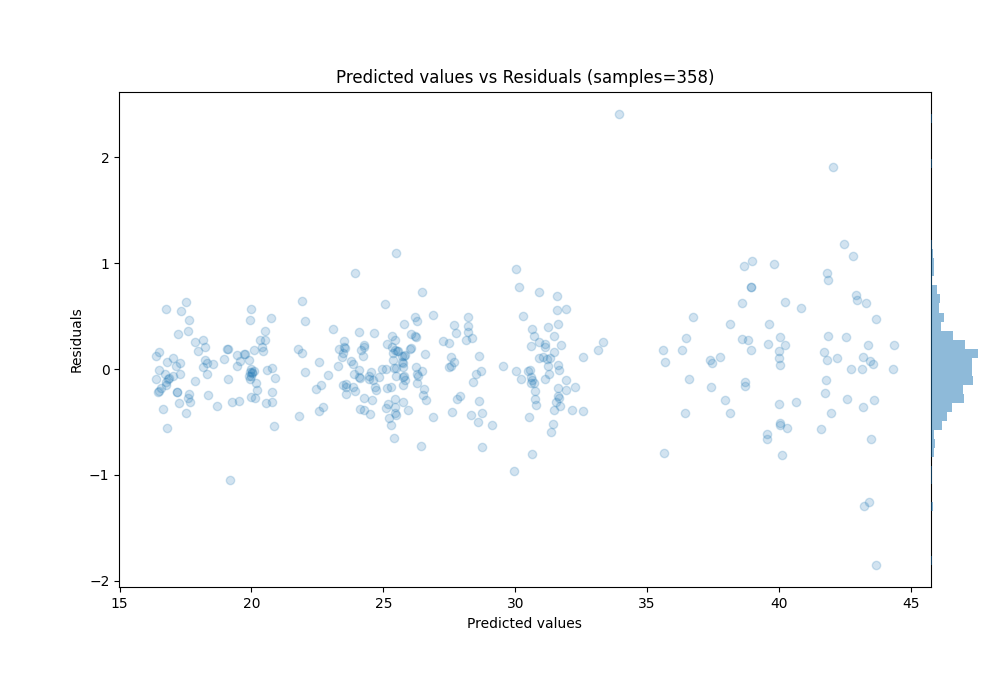 Predicted values vs Residuals (samples=358)
Residuals
2
1
0
−1
−2
15 20 25 30 35 40 45
Predicted values